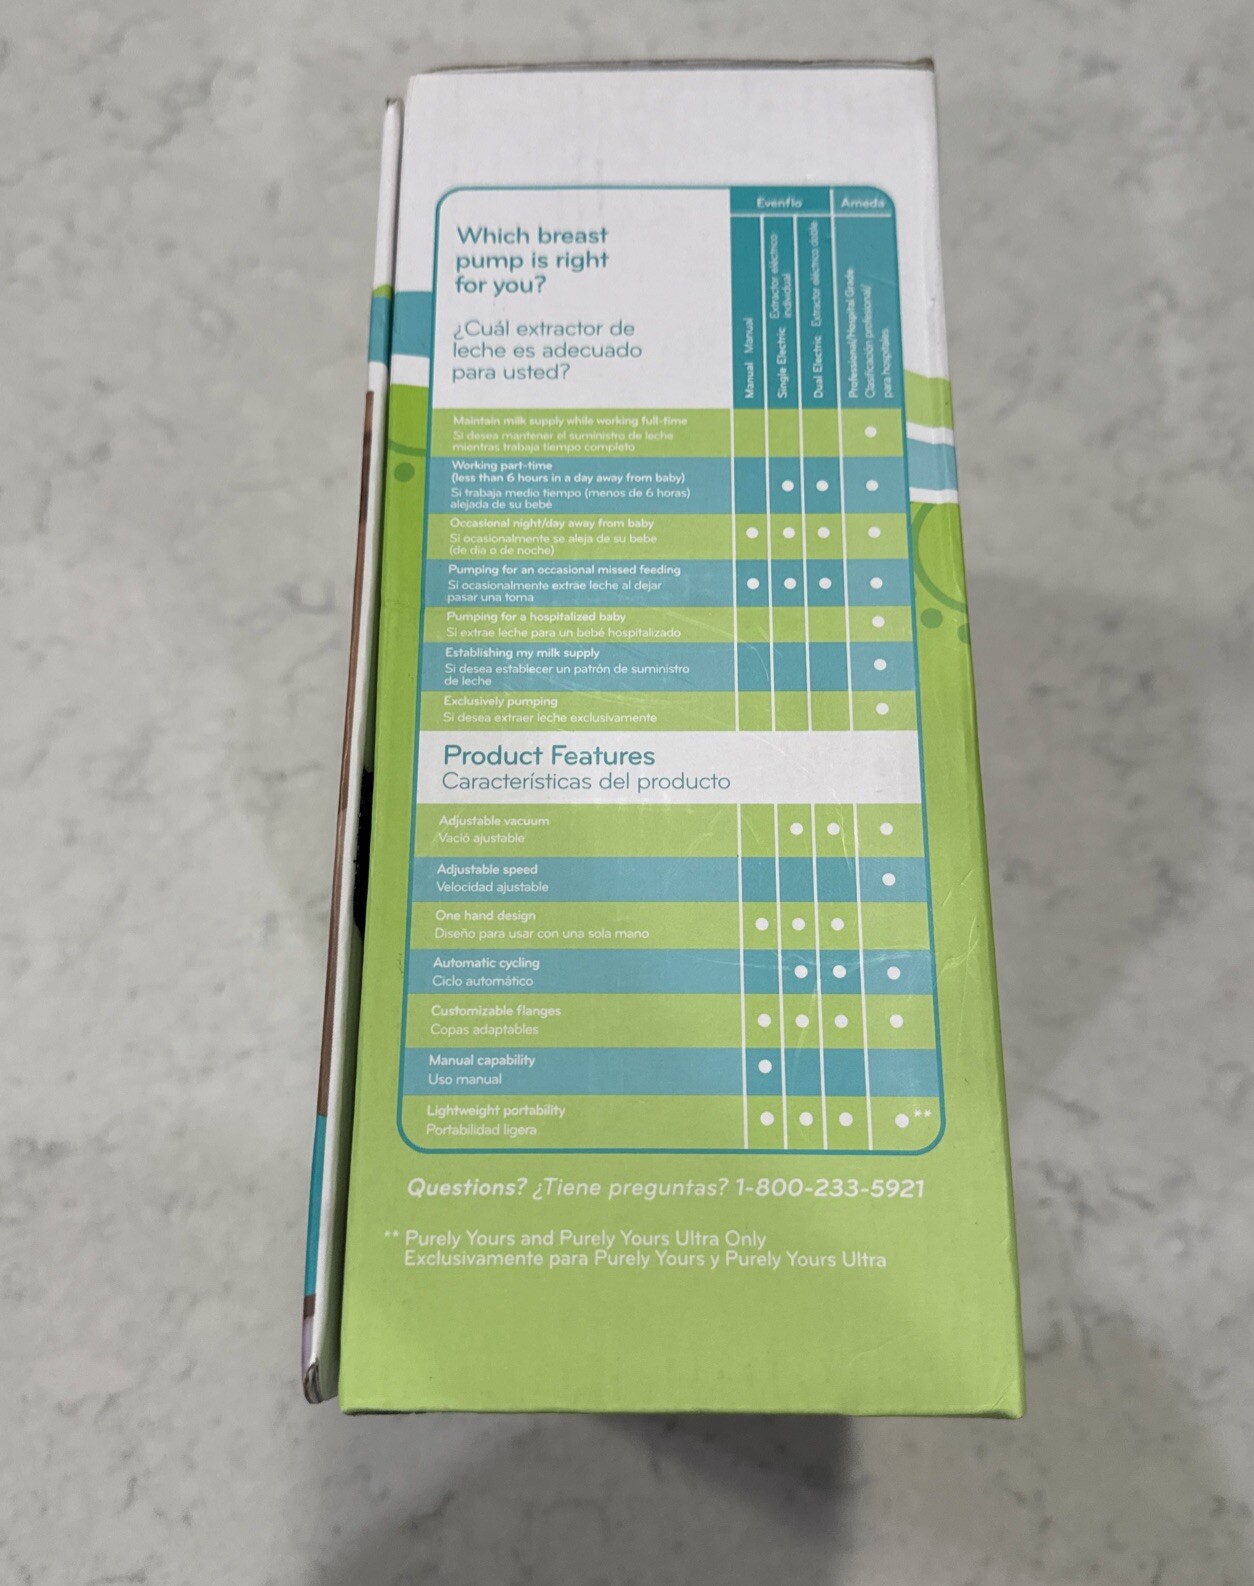 Which breast
pump is right
for you?
¿Cuál extractor de
leche es adecuado
para usted?
Evenflo
Ameda
Manual Manual
Single Electric Extractor eléctrico
individual
Dual Electric Extractor eléctrico doble
Professional/Hospital Grade
Clasificación profesional/
para hospitales
Maintain milk supply while working full-time
Si desea mantener el suministro de leche
mientras trabaja tiempo completo
Working part-time
(less than 6 hours in a day away from baby)
Si trabaja medio tiempo (menos de 6 horas)
alejada de su bebé
Occasional night/day away from baby
Si ocasionalmente se aleja de su bebe
(de día o de noche)
Pumping for an occasional missed feeding
Si ocasionalmente extrae leche al dejar
pasar una toma
Pumping for a hospitalized baby
Si extrae leche para un bebé hospitalizado
Establishing my milk supply
Si desea establecer un patrón de suministro
de leche
Exclusively pumping
Si desea extraer leche exclusivamente
Product Features
Características del producto
Adjustable vacuum
Vació ajustable
Adjustable speed
Velocidad ajustable
One hand design
Diseño para usar con una sola mano
Automatic cycling
Ciclo automático
Customizable flanges
Copas adaptables
Manual capability
Uso manual
Lightweight portability
Portabilidad ligera
**
Questions? ¿Tiene preguntas? 1-800-233-5921
** Purely Yours and Purely Yours Ultra Only
Exclusivamente para Purely Yours y Purely Yours Ultra